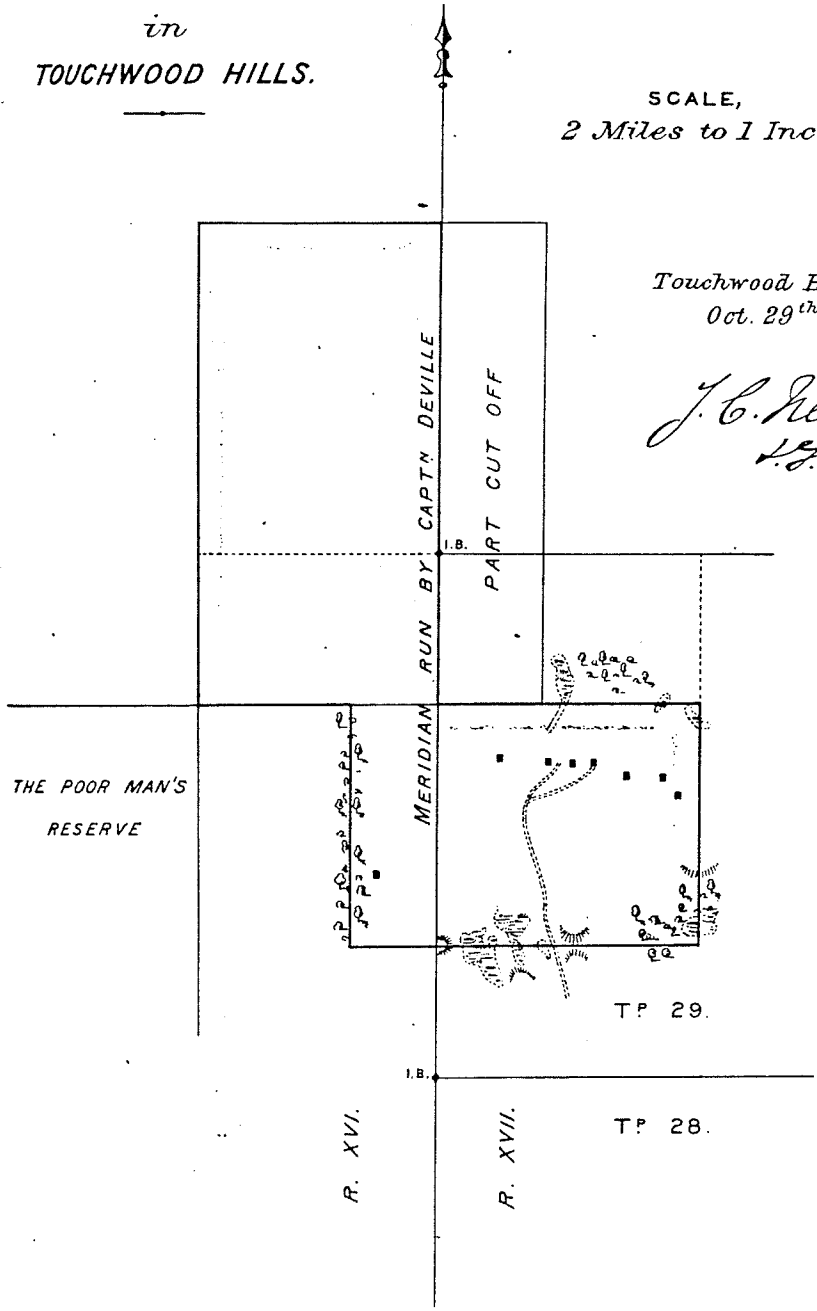 in
TOUCHWOOD HILLS.
SCALE,
2 Miles to 1 Inc
Touchwood
Oct. 29th
J. C.
MERIDIAN RUN BY CAPTN DEVILLE
PART CUT OFF
I.B.
THE POOR MAN'S
RESERVE
TP 29.
I.B.
R. XVI.
R. XVII.
TP 28.